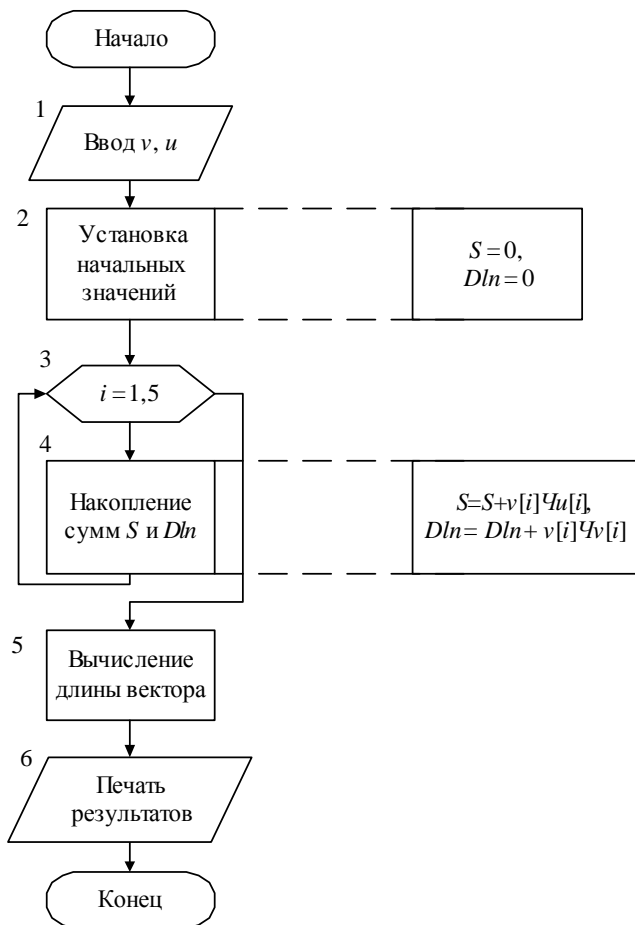 Начало
1
Ввод v, u
2
Установка
начальных
значений
S = 0,
Dln = 0
3
i = 1,5
4
Накопление
сумм S и Dln
S=S+v[i]Чu[i],
Dln = Dln + v[i]Чv[i]
5
Вычисление
длины вектора
6
Печать
результатов
Конец